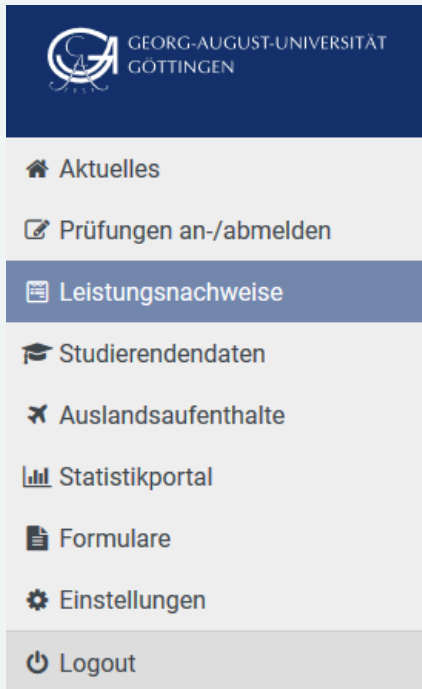 GEORG-AUGUST-UNIVERSITÄT
GÖTTINGEN
Aktuelles
Prüfungen an-/abmelden
Leistungsnachweise
Studierendendaten
Auslandsaufenthalte
Statistikportal
Formulare
Einstellungen
Logout